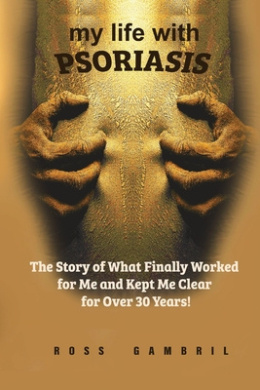 my life with
PSORIASIS
The Story of What Finally Worked
for Me and Kept Me Clear
for Over 30 Years!
ROSS GAMBRIL